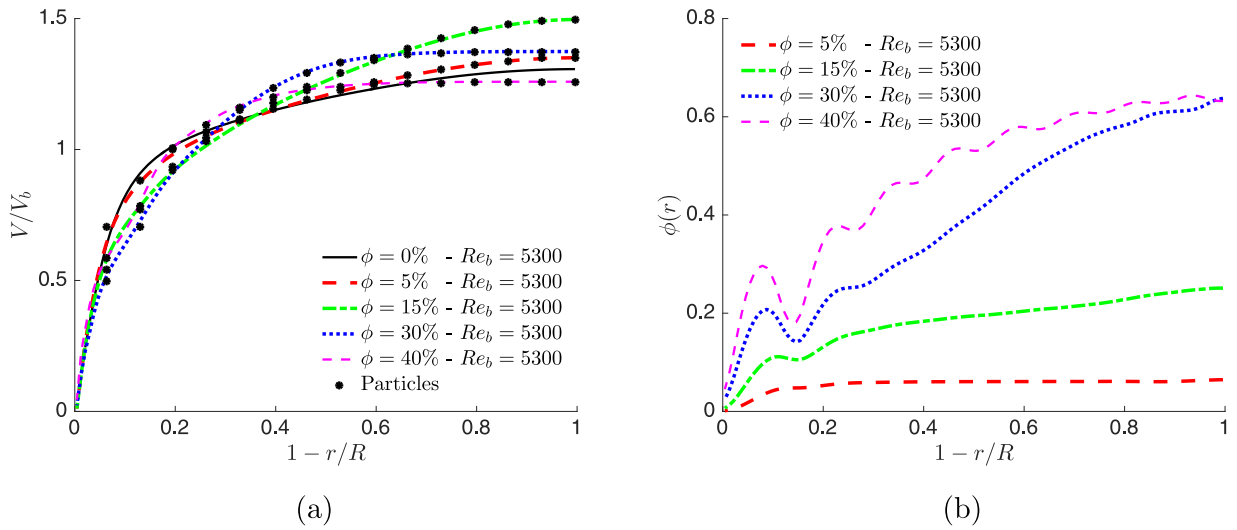 1.5
1
0.5
0
V/V_b
ϕ = 0% - Re_b = 5300
ϕ = 5% - Re_b = 5300
ϕ = 15% - Re_b = 5300
ϕ = 30% - Re_b = 5300
ϕ = 40% - Re_b = 5300
Particles
0 0.2 0.4 0.6 0.8 1
1 − r/R
(a)
0.8
0.6
0.4
0.2
0
ϕ(r)
ϕ = 5% - Re_b = 5300
ϕ = 15% - Re_b = 5300
ϕ = 30% - Re_b = 5300
ϕ = 40% - Re_b = 5300
0 0.2 0.4 0.6 0.8 1
1 − r/R
(b)